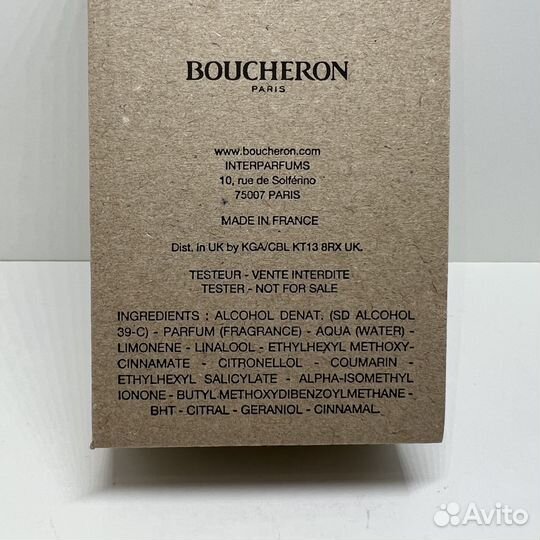 BOUCHERON
PARIS
www.boucheron.com
INTERPARFUMS
10, rue de Solférino
75007 PARIS
MADE IN FRANCE
Dist. in UK by KGA/CBL KT13 8RX UK.
TESTEUR - VENTE INTERDITE
TESTER - NOT FOR SALE
INGREDIENTS : ALCOHOL DENAT. (SD ALCOHOL
39-C) - PARFUM (FRAGRANCE) - AQUA (WATER) -
LIMONENE - LINALOOL - ETHYLHEXYL METHOXY-
CINNAMATE - CITRONELLOL - COUMARIN -
ETHYLHEXYL SALICYLATE - ALPHA-ISOMETHYL
IONONE - BUTYL METHOXYDIBENZOYLMETHANE -
BHT - CITRAL - GERANIOL - CINNAMAL.
Avito